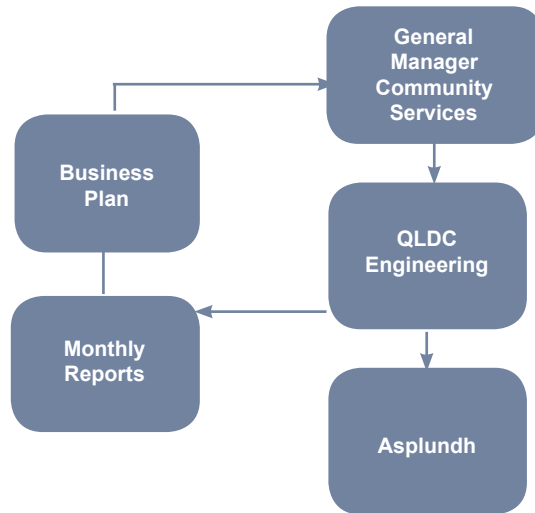 General
Manager
Community
Services
Business
Plan
QLDC
Engineering
Monthly
Reports
Asplundh